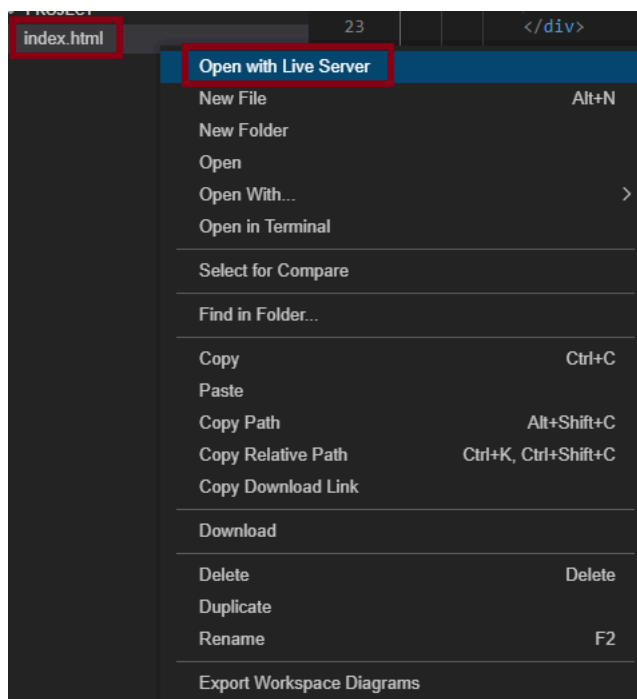 PROJECT
index.html
23 </div>
Open with Live Server
New File Alt+N
New Folder
Open
Open With...
Open in Terminal
Select for Compare
Find in Folder...
Copy Ctrl+C
Paste
Copy Path Alt+Shift+C
Copy Relative Path Ctrl+K, Ctrl+Shift+C
Copy Download Link
Download
Delete Delete
Duplicate
Rename F2
Export Workspace Diagrams